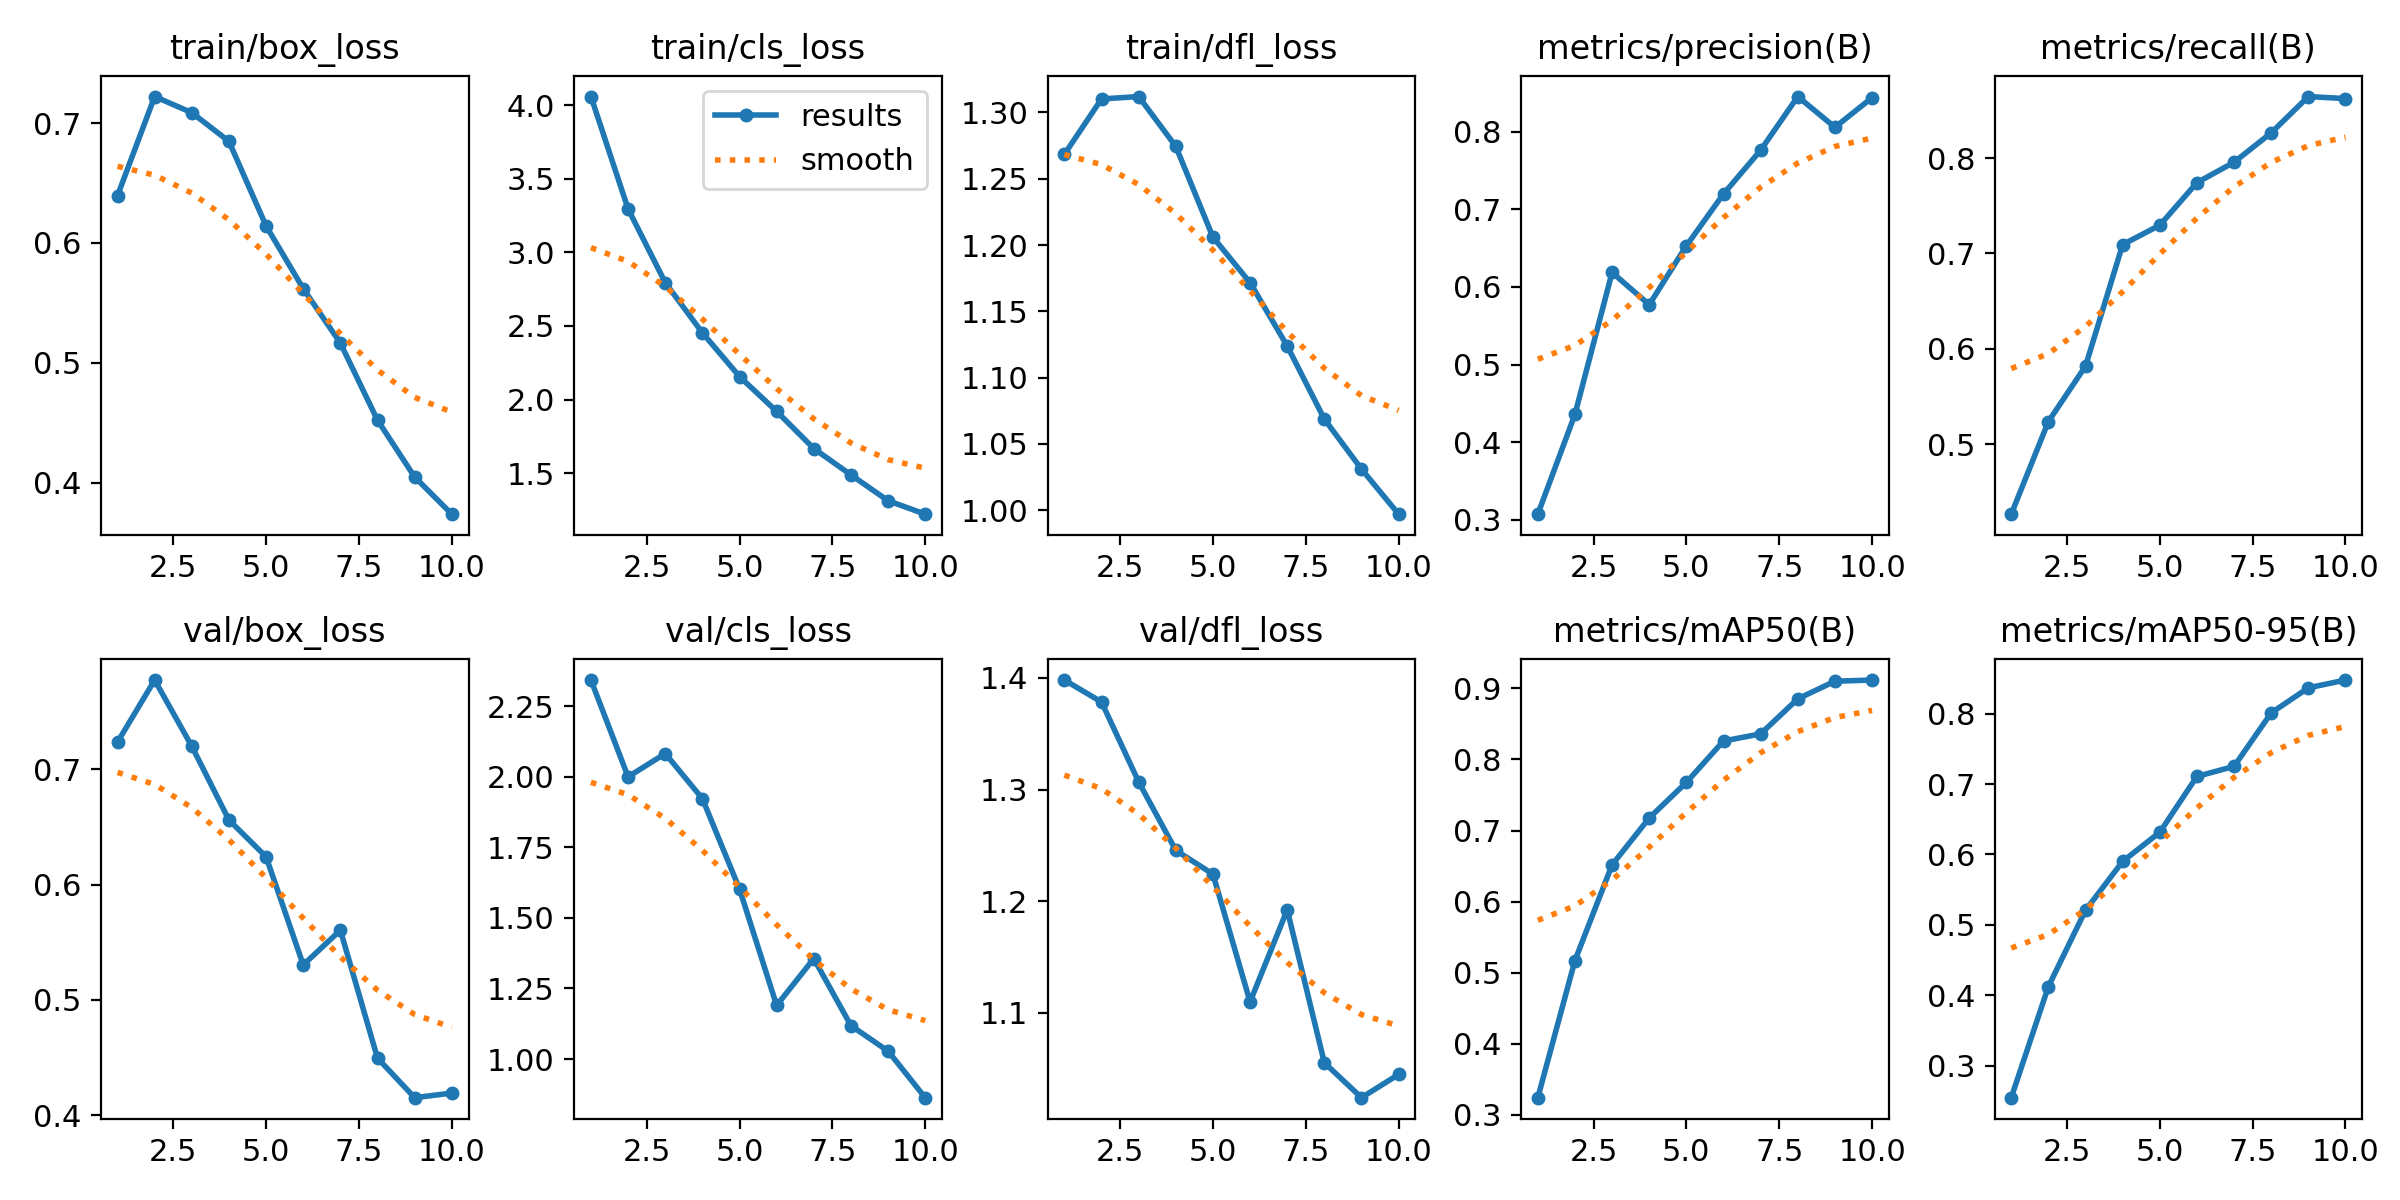 train/box_loss
0.7
0.6
0.5
0.4
2.5 5.0 7.5 10.0
train/cls_loss
results
smooth
4.0
3.5
3.0
2.5
2.0
1.5
2.5 5.0 7.5 10.0
train/dfl_loss
1.30
1.25
1.20
1.15
1.10
1.05
1.00
2.5 5.0 7.5 10.0
metrics/precision(B)
0.8
0.7
0.6
0.5
0.4
0.3
2.5 5.0 7.5 10.0
metrics/recall(B)
0.8
0.7
0.6
0.5
2.5 5.0 7.5 10.0
val/box_loss
0.7
0.6
0.5
0.4
2.5 5.0 7.5 10.0
val/cls_loss
2.25
2.00
1.75
1.50
1.25
1.00
2.5 5.0 7.5 10.0
val/dfl_loss
1.4
1.3
1.2
1.1
2.5 5.0 7.5 10.0
metrics/mAP50(B)
0.9
0.8
0.7
0.6
0.5
0.4
0.3
2.5 5.0 7.5 10.0
metrics/mAP50-95(B)
0.8
0.7
0.6
0.5
0.4
0.3
2.5 5.0 7.5 10.0